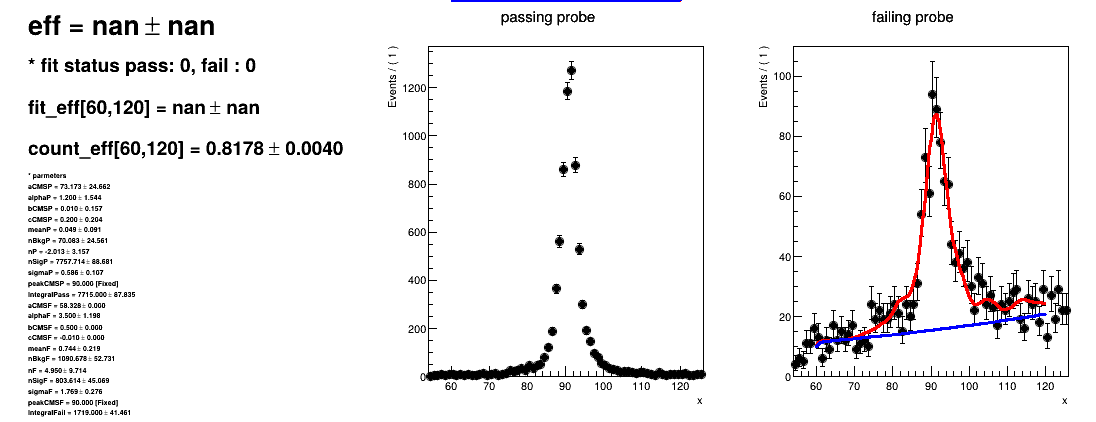 eff = nan ± nan
* fit status pass: 0, fail : 0
fit_eff[60,120] = nan ± nan
count_eff[60,120] = 0.8178 ± 0.0040
* parmeters
aCMSP = 73.173 ± 24.662
alphaP = 1.200 ± 1.544
bCMSP = 0.010 ± 0.157
cCMSP = 0.200 ± 0.204
meanP = 0.049 ± 0.091
nBkgP = 70.083 ± 24.561
nP = -2.013 ± 3.157
nSigP = 7757.714 ± 88.681
sigmaP = 0.586 ± 0.107
peakCMSP = 90.000 [Fixed]
IntegralPass = 7715.000 ± 87.835
aCMSF = 58.328 ± 0.000
alphaF = 3.500 ± 1.198
bCMSF = 0.500 ± 0.000
cCMSF = -0.010 ± 0.000
meanF = 0.744 ± 0.219
nBkgF = 1090.678 ± 52.731
nF = 4.950 ± 9.714
nSigF = 803.614 ± 45.069
sigmaF = 1.769 ± 0.276
peakCMSF = 90.000 [Fixed]
IntegralFail = 1719.000 ± 41.461
passing probe
Events / ( 1 )
1200
1000
800
600
400
200
0
60 70 80 90 100 110 120
x
failing probe
Events / ( 1 )
100
80
60
40
20
0
60 70 80 90 100 110 120
x